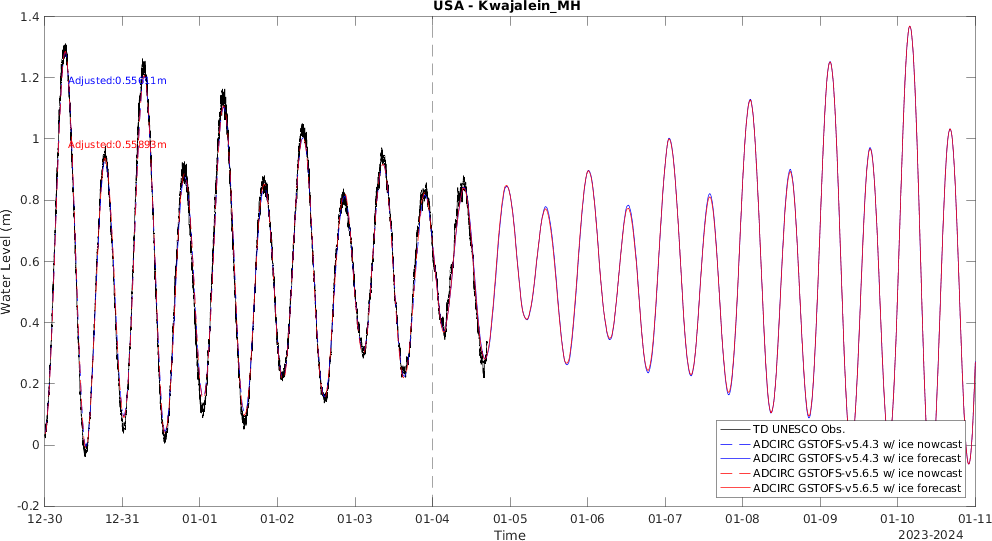 USA - Kwajalein_MH
Water Level (m)
1.4
1.2
1
0.8
0.6
0.4
0.2
0
-0.2
Adjusted:0.55611m
Adjusted:0.55893m
TD UNESCO Obs.
ADCIRC GSTOFS-v5.4.3 w/ ice nowcast
ADCIRC GSTOFS-v5.4.3 w/ ice forecast
ADCIRC GSTOFS-v5.6.5 w/ ice nowcast
ADCIRC GSTOFS-v5.6.5 w/ ice forecast
12-30 12-31 01-01 01-02 01-03 01-04 01-05 01-06 01-07 01-08 01-09 01-10 01-11
Time
2023-2024